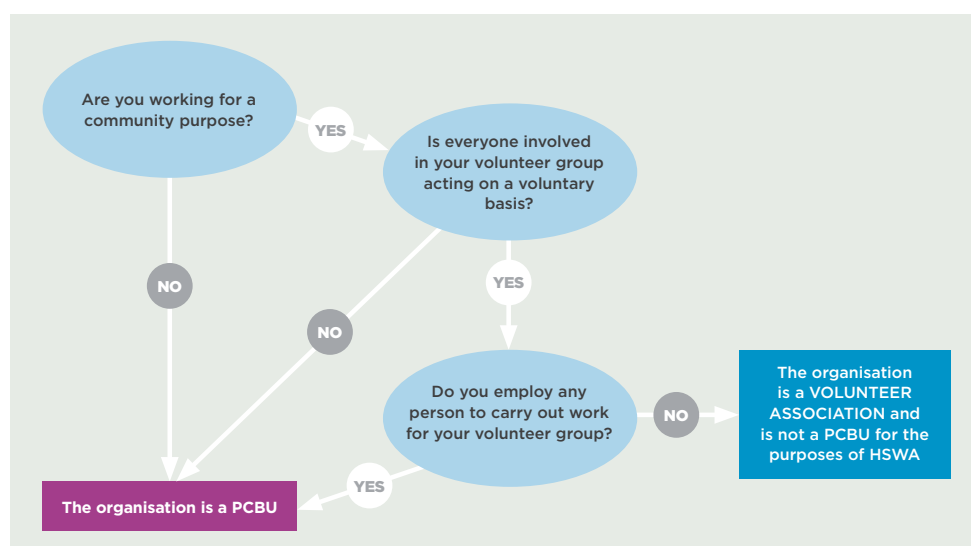 Are you working for a
community purpose?
YES
Is everyone involved
in your volunteer group
acting on a voluntary
basis?
NO
YES
NO
Do you employ any
person to carry out work
for your volunteer group?
NO
The organisation
is a VOLUNTEER
ASSOCIATION and
is not a PCBU for the
purposes of HSWA
YES
The organisation is a PCBU